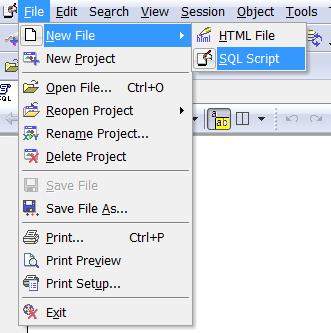 File Edit Search View Session Object Tools
New File
HTML File
New Project
SQL Script
Open File... Ctrl+O
Reopen Project
Rename Project...
Delete Project
Save File
Save File As...
Print... Ctrl+P
Print Preview
Print Setup...
Exit